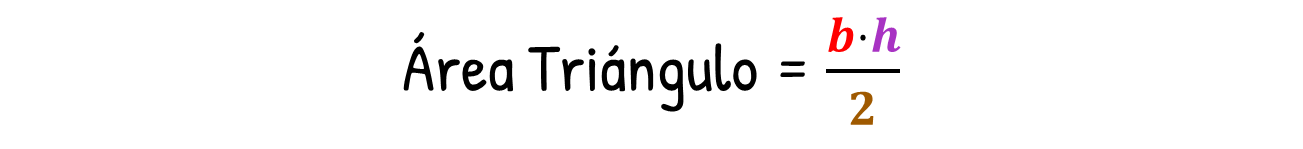 Área Triángulo = b·h / 2